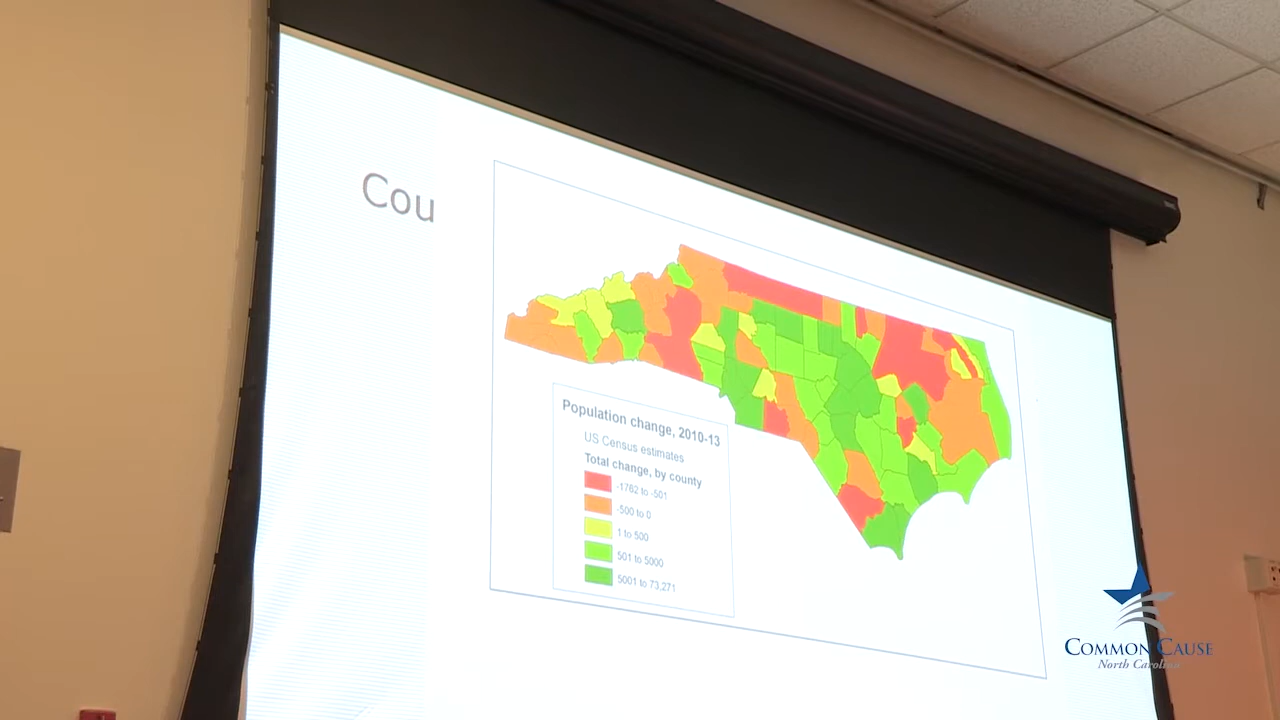 Cou
Population change, 2010-13
US Census estimates
Total change, by county
-1762 to -501
-500 to 0
1 to 500
501 to 5000
5001 to 73,271
COMMON CAUSE
North Carolina